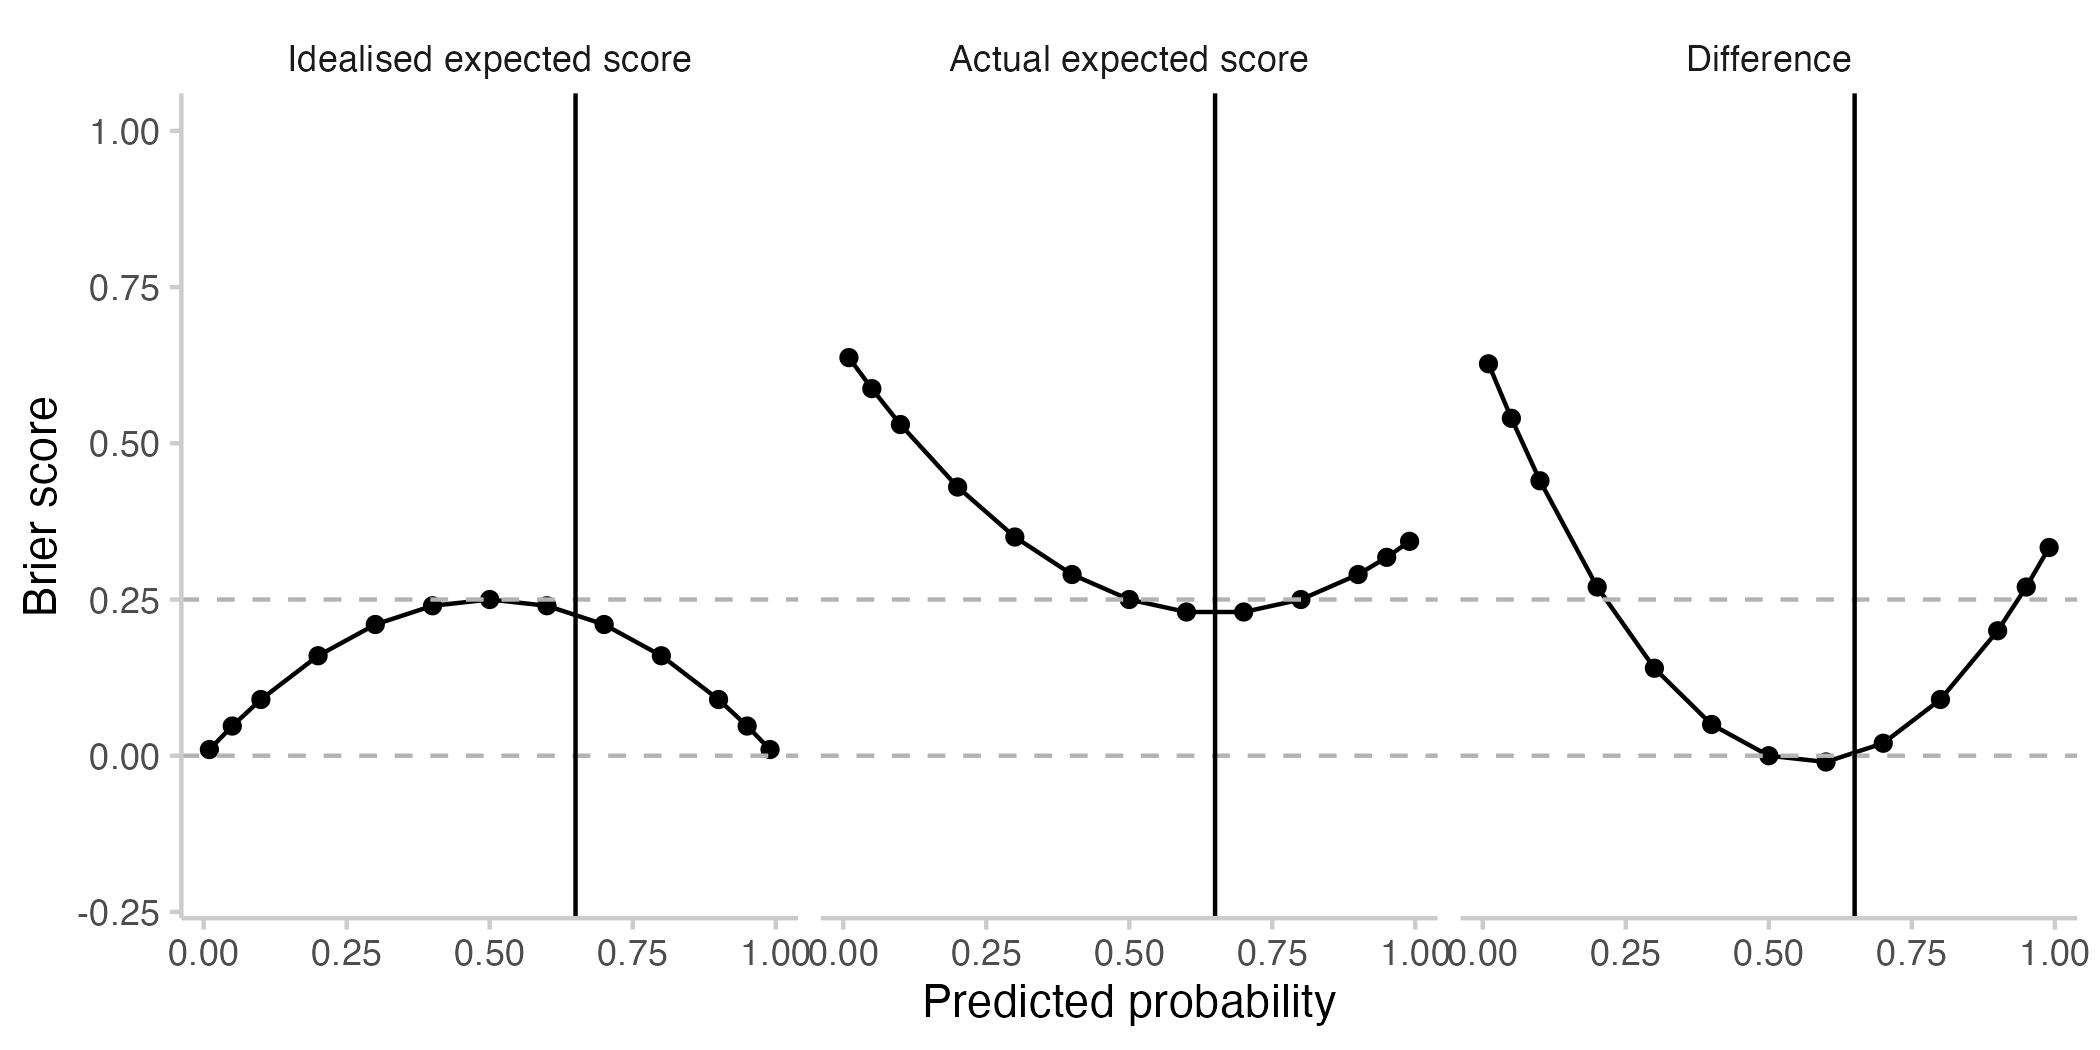 Idealised expected score
Actual expected score
Difference
Brier score
1.00
0.75
0.50
0.25
0.00
-0.25
0.00 0.25 0.50 0.75 1.00
0.00 0.25 0.50 0.75 1.00
0.00 0.25 0.50 0.75 1.00
Predicted probability